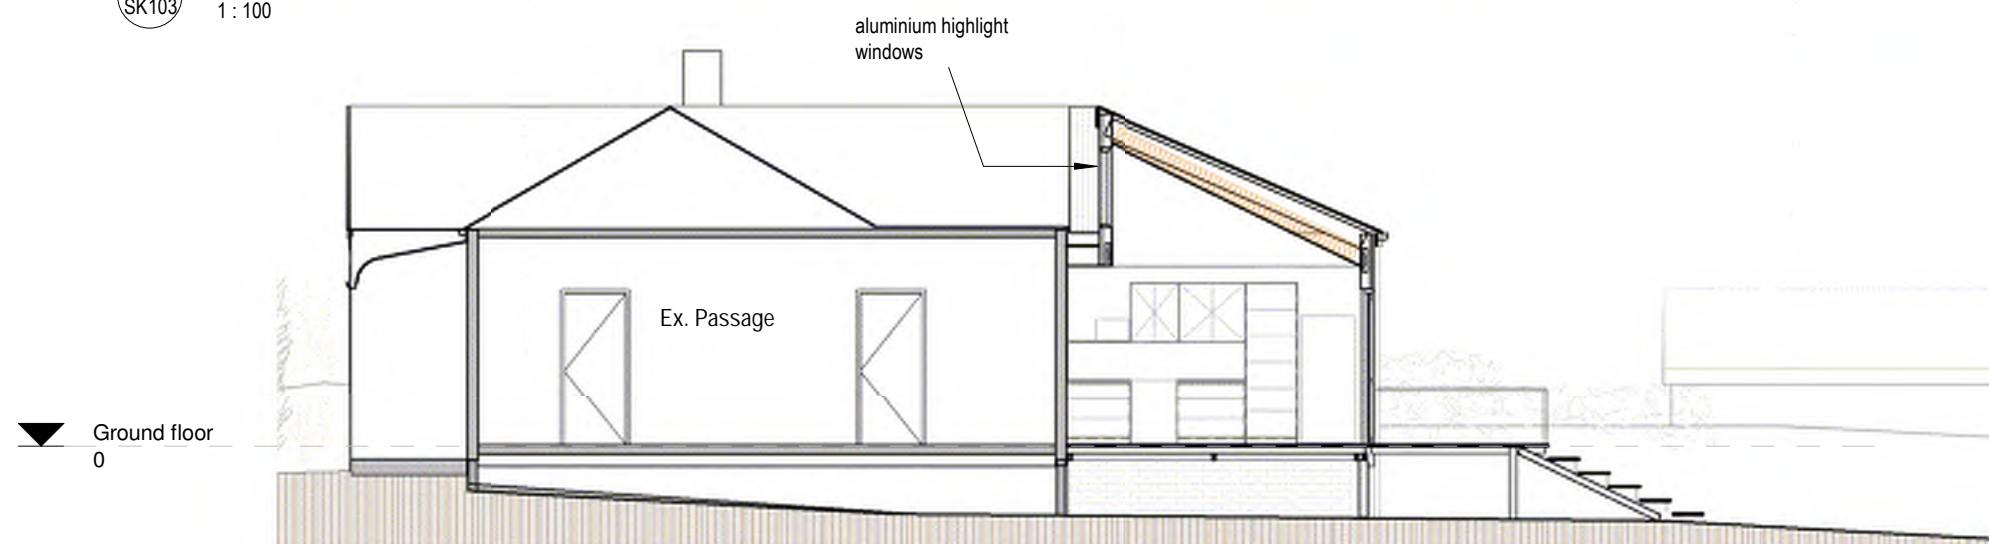 SK103
1 : 100
aluminium highlight
windows
Ex. Passage
Ground floor
0